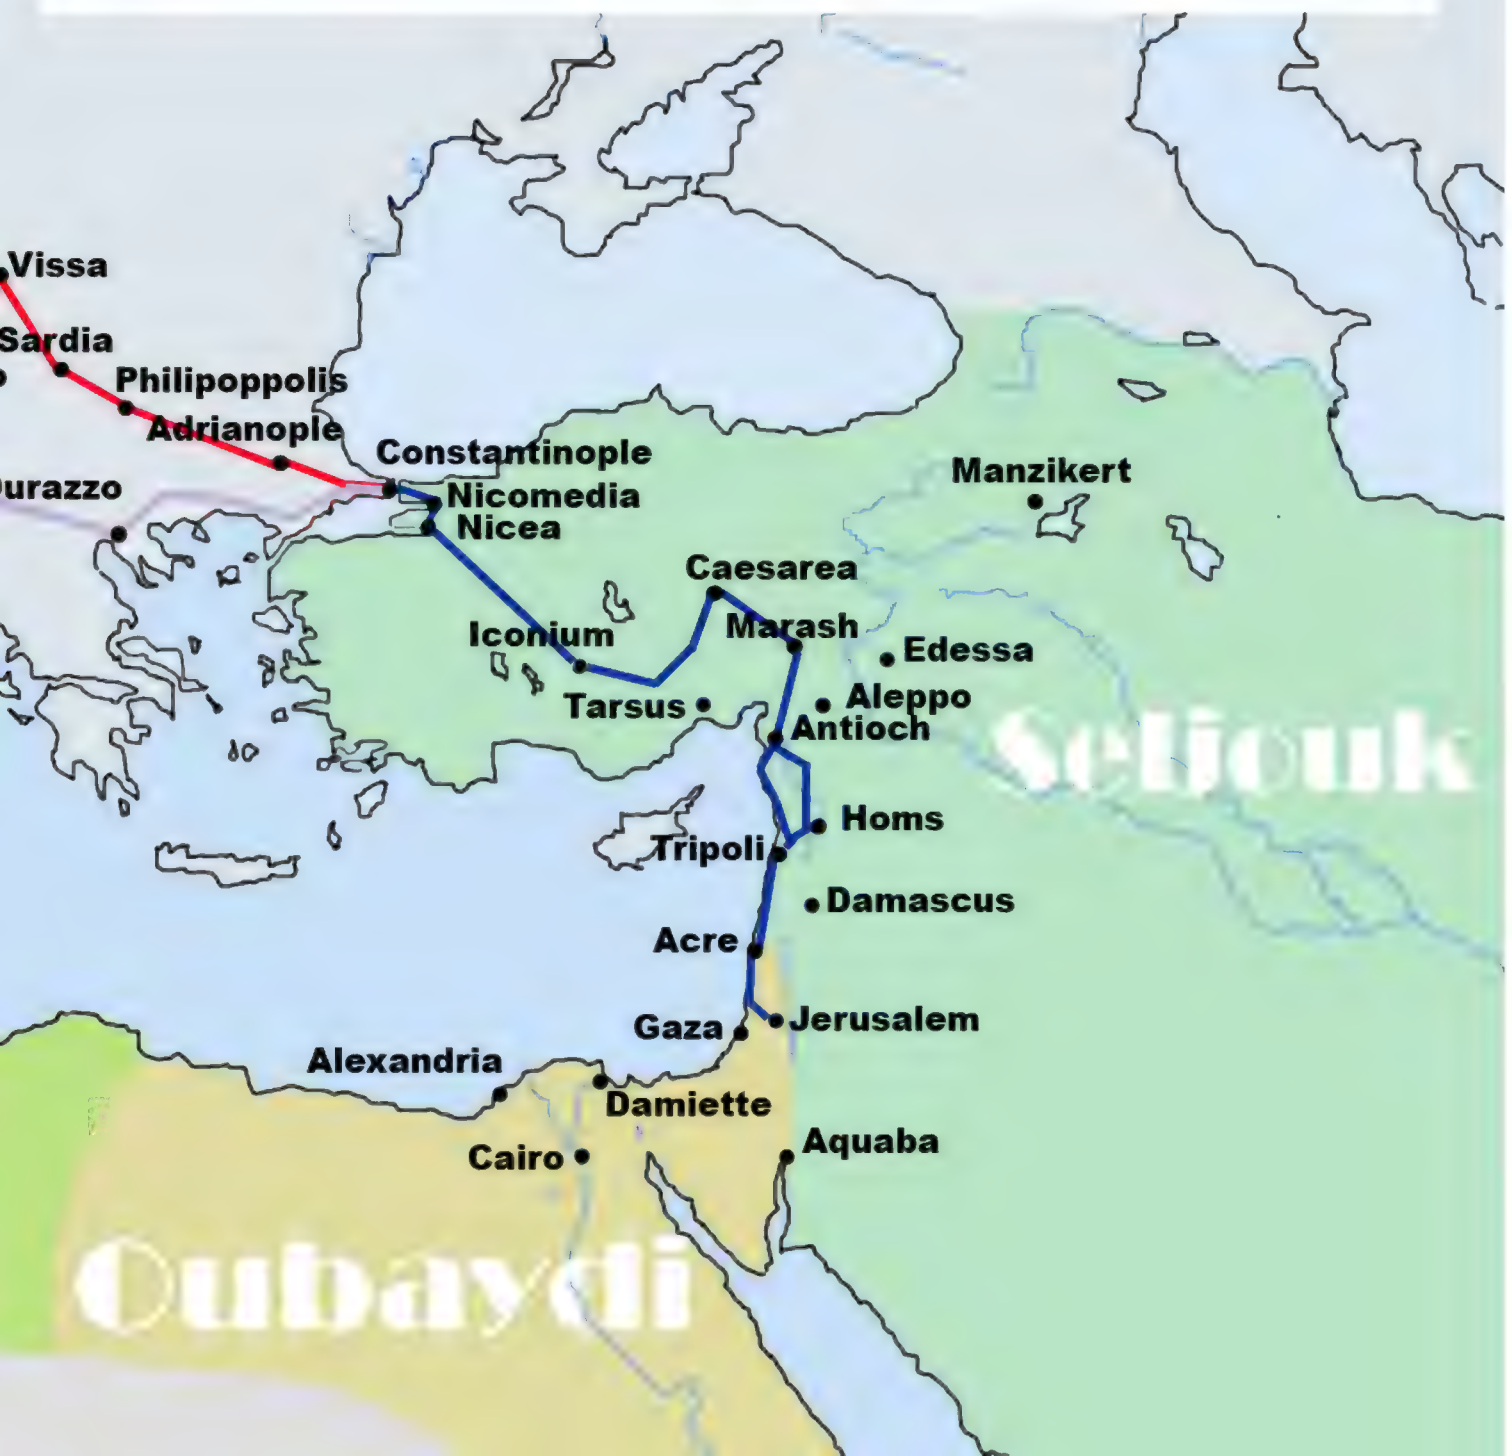 Vissa
Sardia
Philipoppolis
Adrianople
Constantinople
Manzikert
Nicomedia
Nicea
Caesarea
Marash
Iconium
Edessa
Tarsus
Aleppo
Antioch
Seljouk
Homs
Tripoli
Damascus
Acre
Jerusalem
Gaza
Alexandria
Damiette
Aquaba
Cairo
Oubaydi